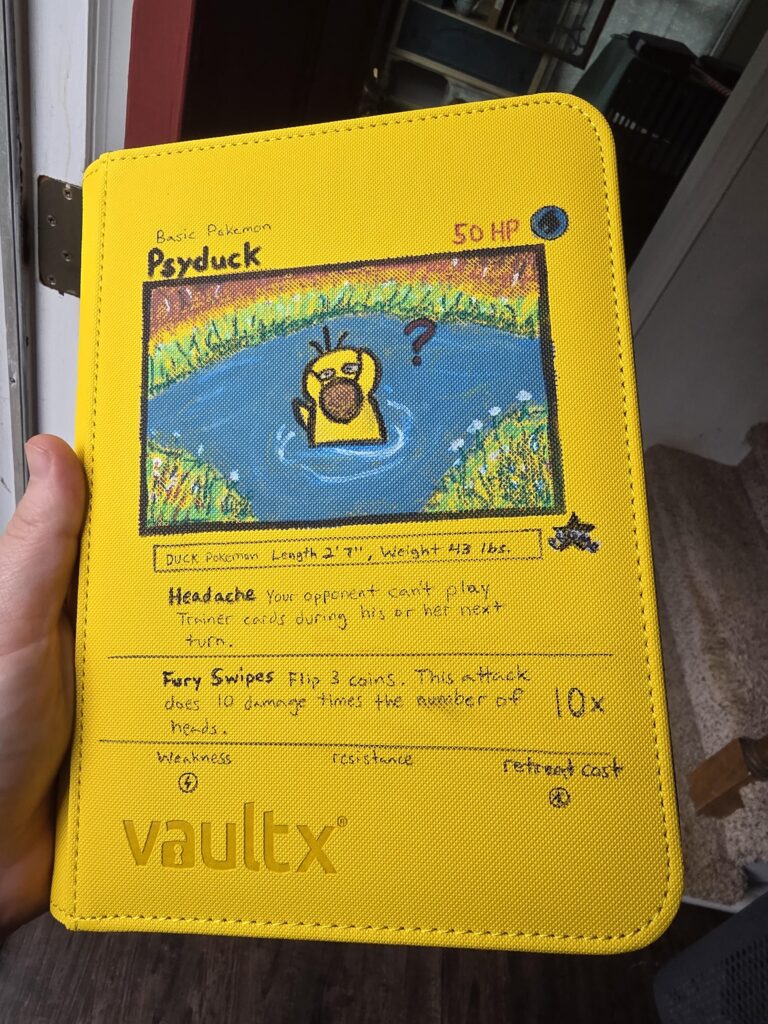 Basic Pokemon
Psyduck
50 HP
?
DUCK Pokemon Length 2'7", Weight 43 lbs.
Headache Your opponent can't play
Trainer cards during his or her next
turn.
Fury Swipes Flip 3 coins. This attack
does 10 damage times the number of
heads.
10x
Weakness
resistance
retreat cost
vaultx®